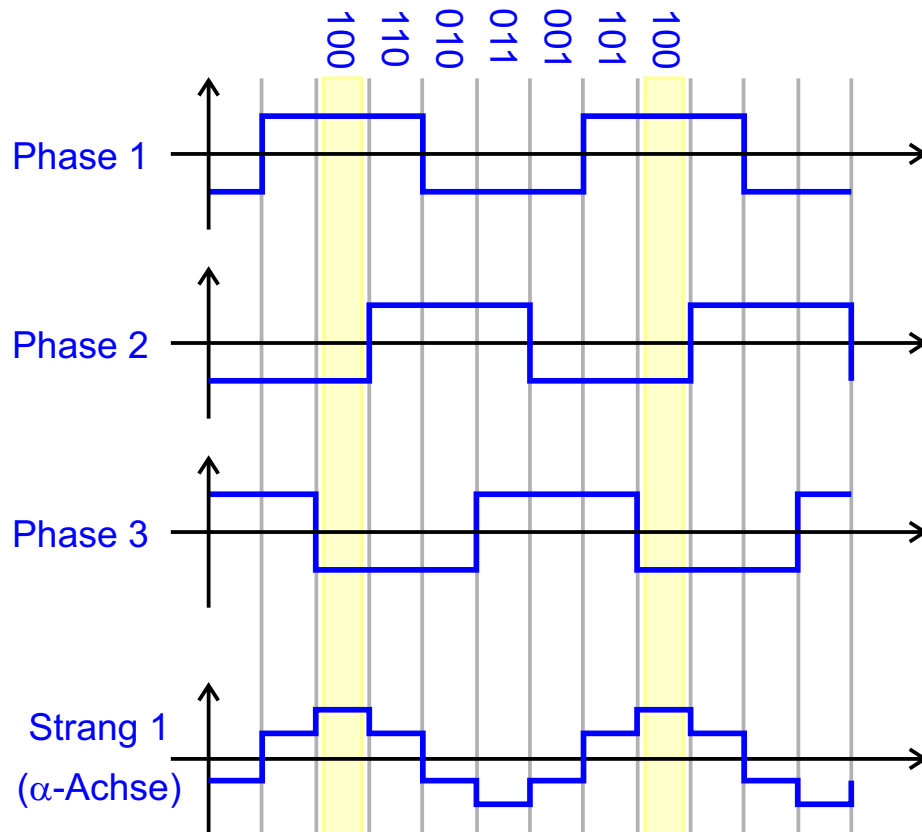 100
110
010
011
001
101
100
Phase 1
Phase 2
Phase 3
Strang 1
(α-Achse)